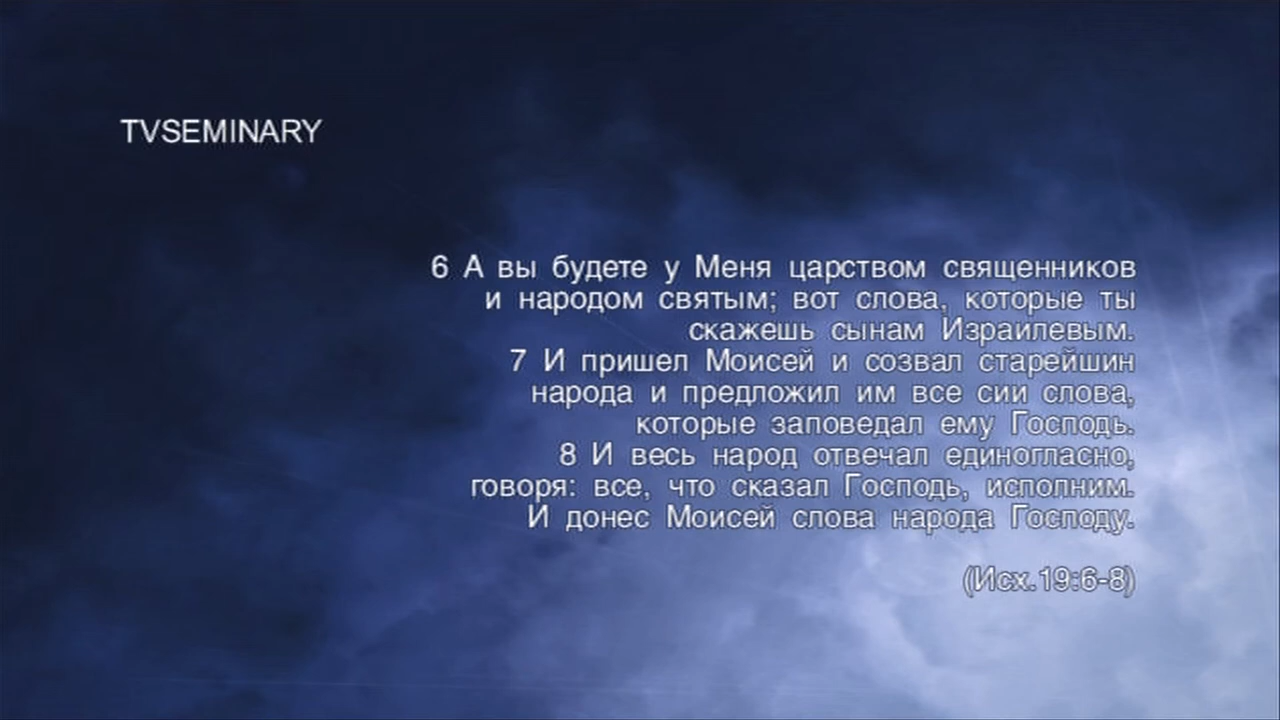 TVSEMINARY
6 А вы будете у Меня царством священников
и народом святым; вот слова, которые ты
скажешь сынам Израилевым.
7 И пришел Моисей и созвал старейшин
народа и предложил им все сии слова,
которые заповедал ему Господь.
8 И весь народ отвечал единогласно,
говоря: все, что сказал Господь, исполним.
И донес Моисей слова народа Господу.
(Исх.19:6-8)